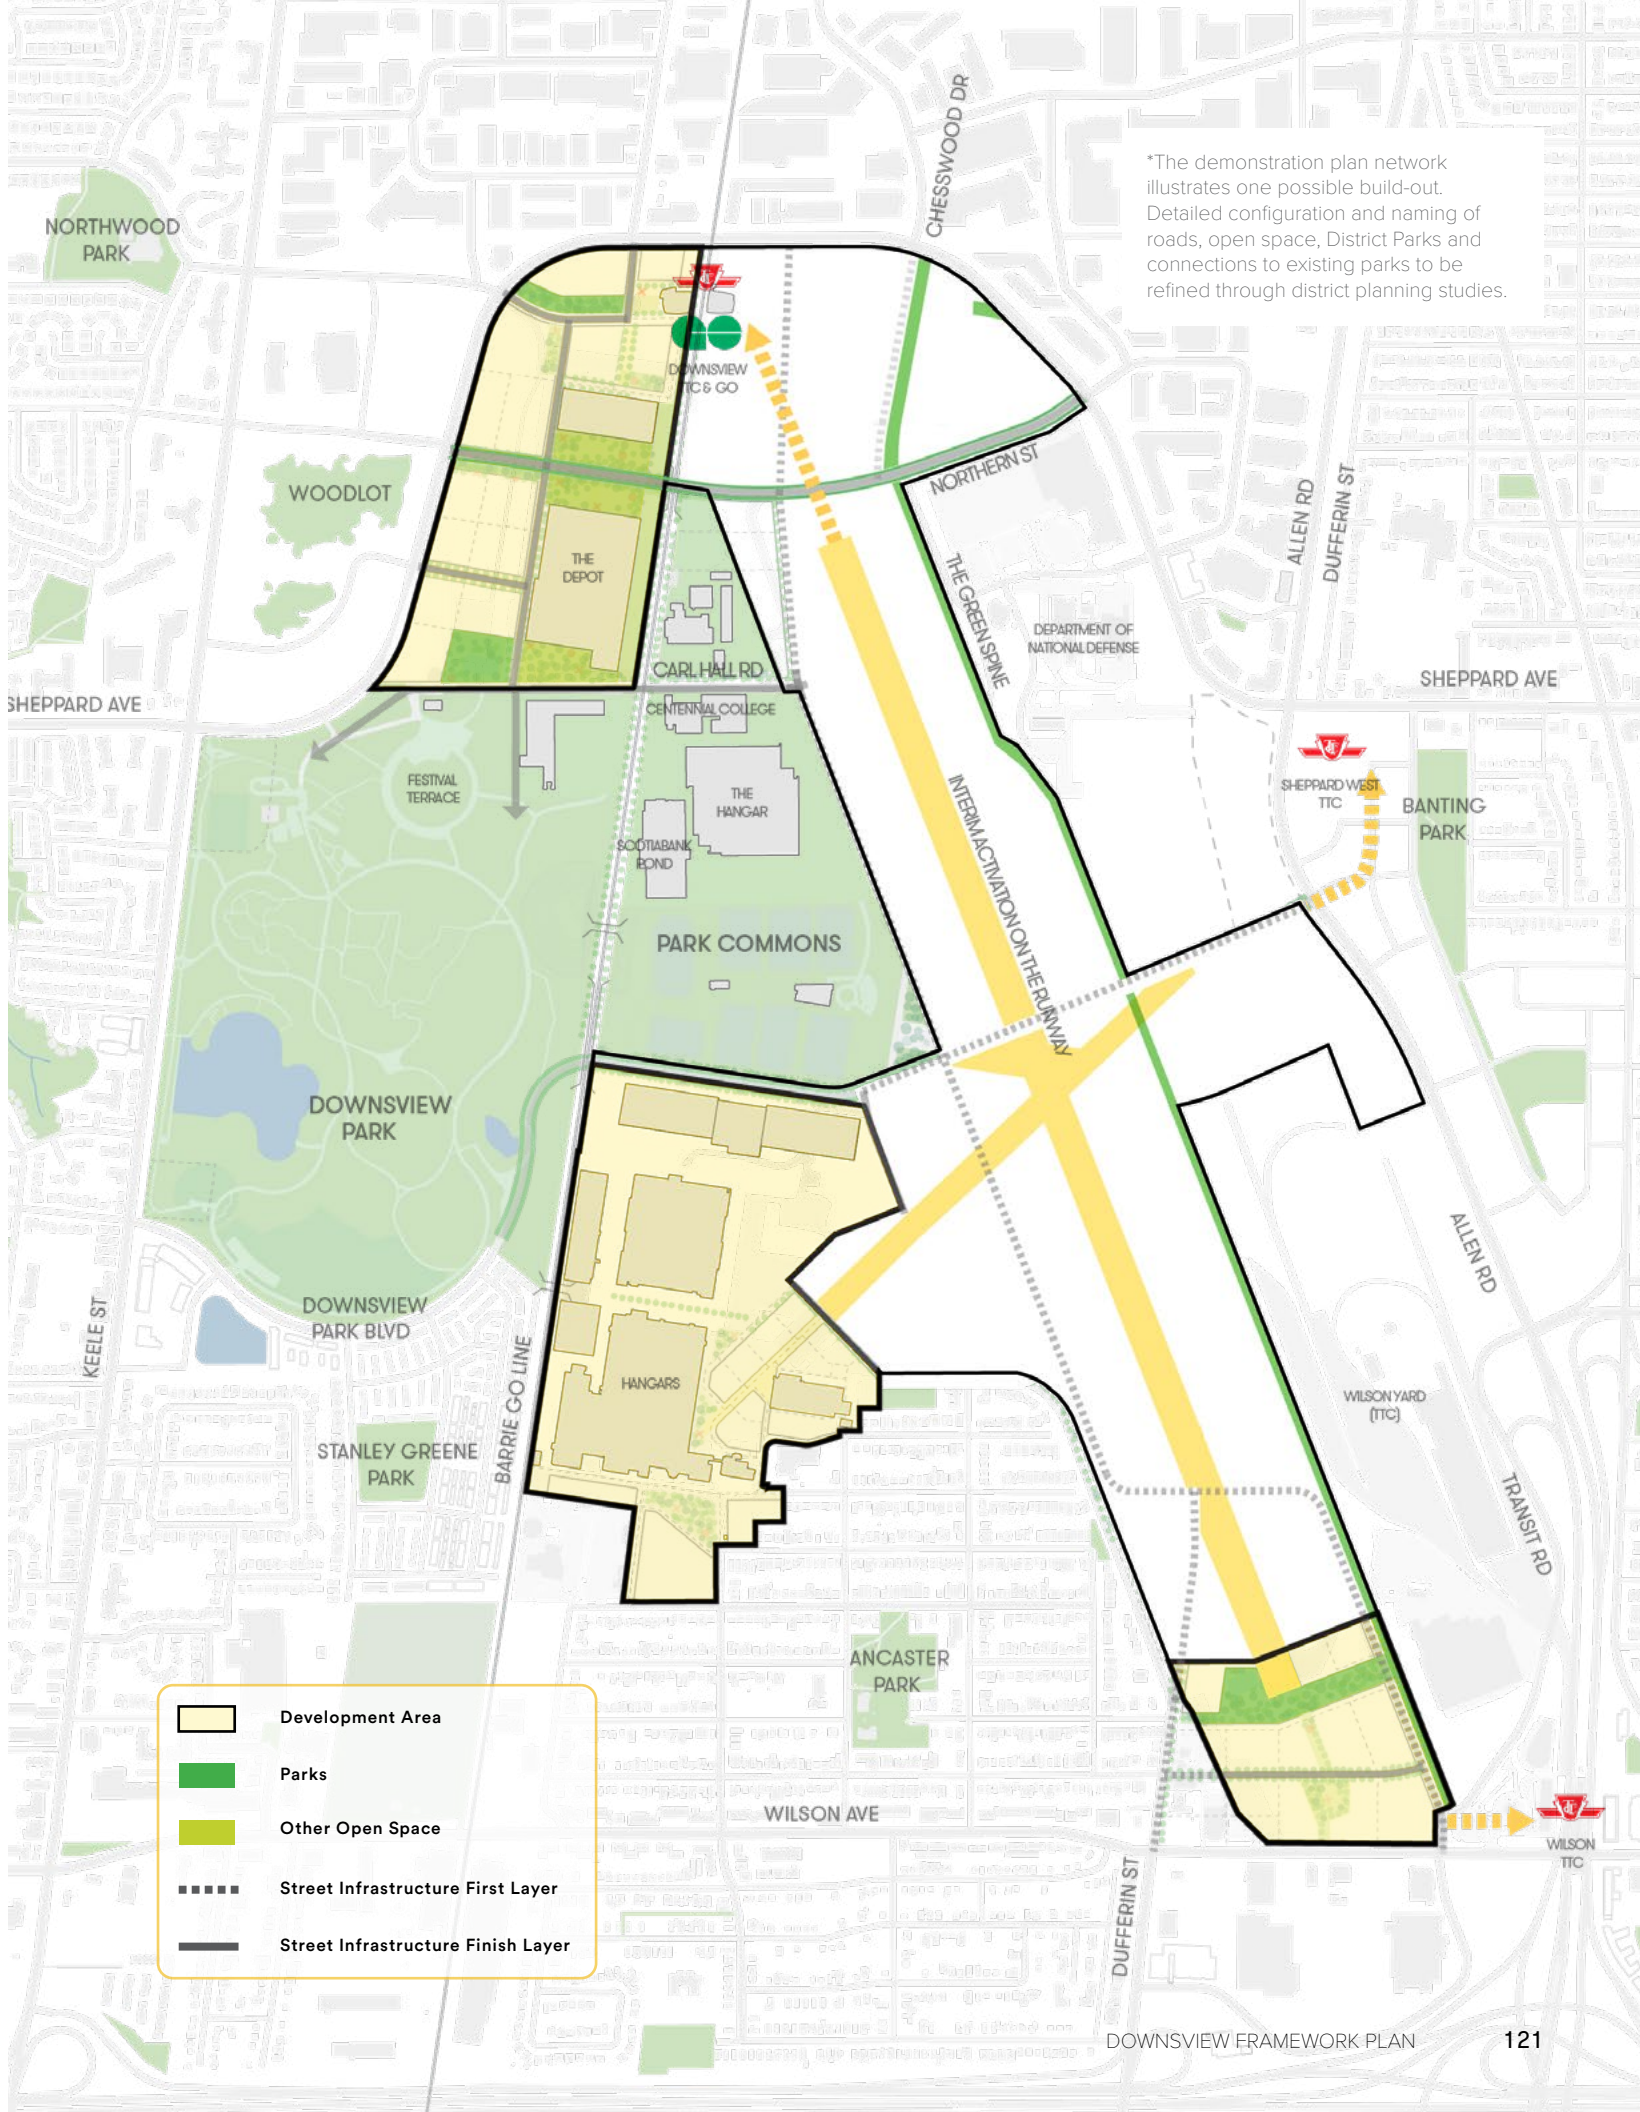 CHESSWOOD DR
*The demonstration plan network
illustrates one possible build-out.
Detailed configuration and naming of
roads, open space, District Parks and
connections to existing parks to be
refined through district planning studies.
NORTHWOOD
PARK
DOWNSVIEW
TC & GO
NORTHERN ST
WOODLOT
ALLEN RD
DUFFERIN ST
THE
DEPOT
THE GREEN SPINE
DEPARTMENT OF
NATIONAL DEFENSE
CARL HALL RD
SHEPPARD AVE
SHEPPARD AVE
CENTENNIAL COLLEGE
FESTIVAL
TERRACE
THE
HANGAR
SHEPPARD WEST
TTC
BANTING
PARK
INTERIM ACTIVATION ON THE RUNWAY
SCOTIABANK
POND
PARK COMMONS
DOWNSVIEW
PARK
ALLEN RD
DOWNSVIEW
PARK BLVD
KEELE ST
BARRIE GO LINE
HANGARS
WILSON YARD
(TTC)
STANLEY GREENE
PARK
TRANSIT RD
ANCASTER
PARK
Development Area
Parks
Other Open Space
Street Infrastructure First Layer
Street Infrastructure Finish Layer
WILSON AVE
WILSON
TTC
DUFFERIN ST
DOWNSVIEW FRAMEWORK PLAN 121